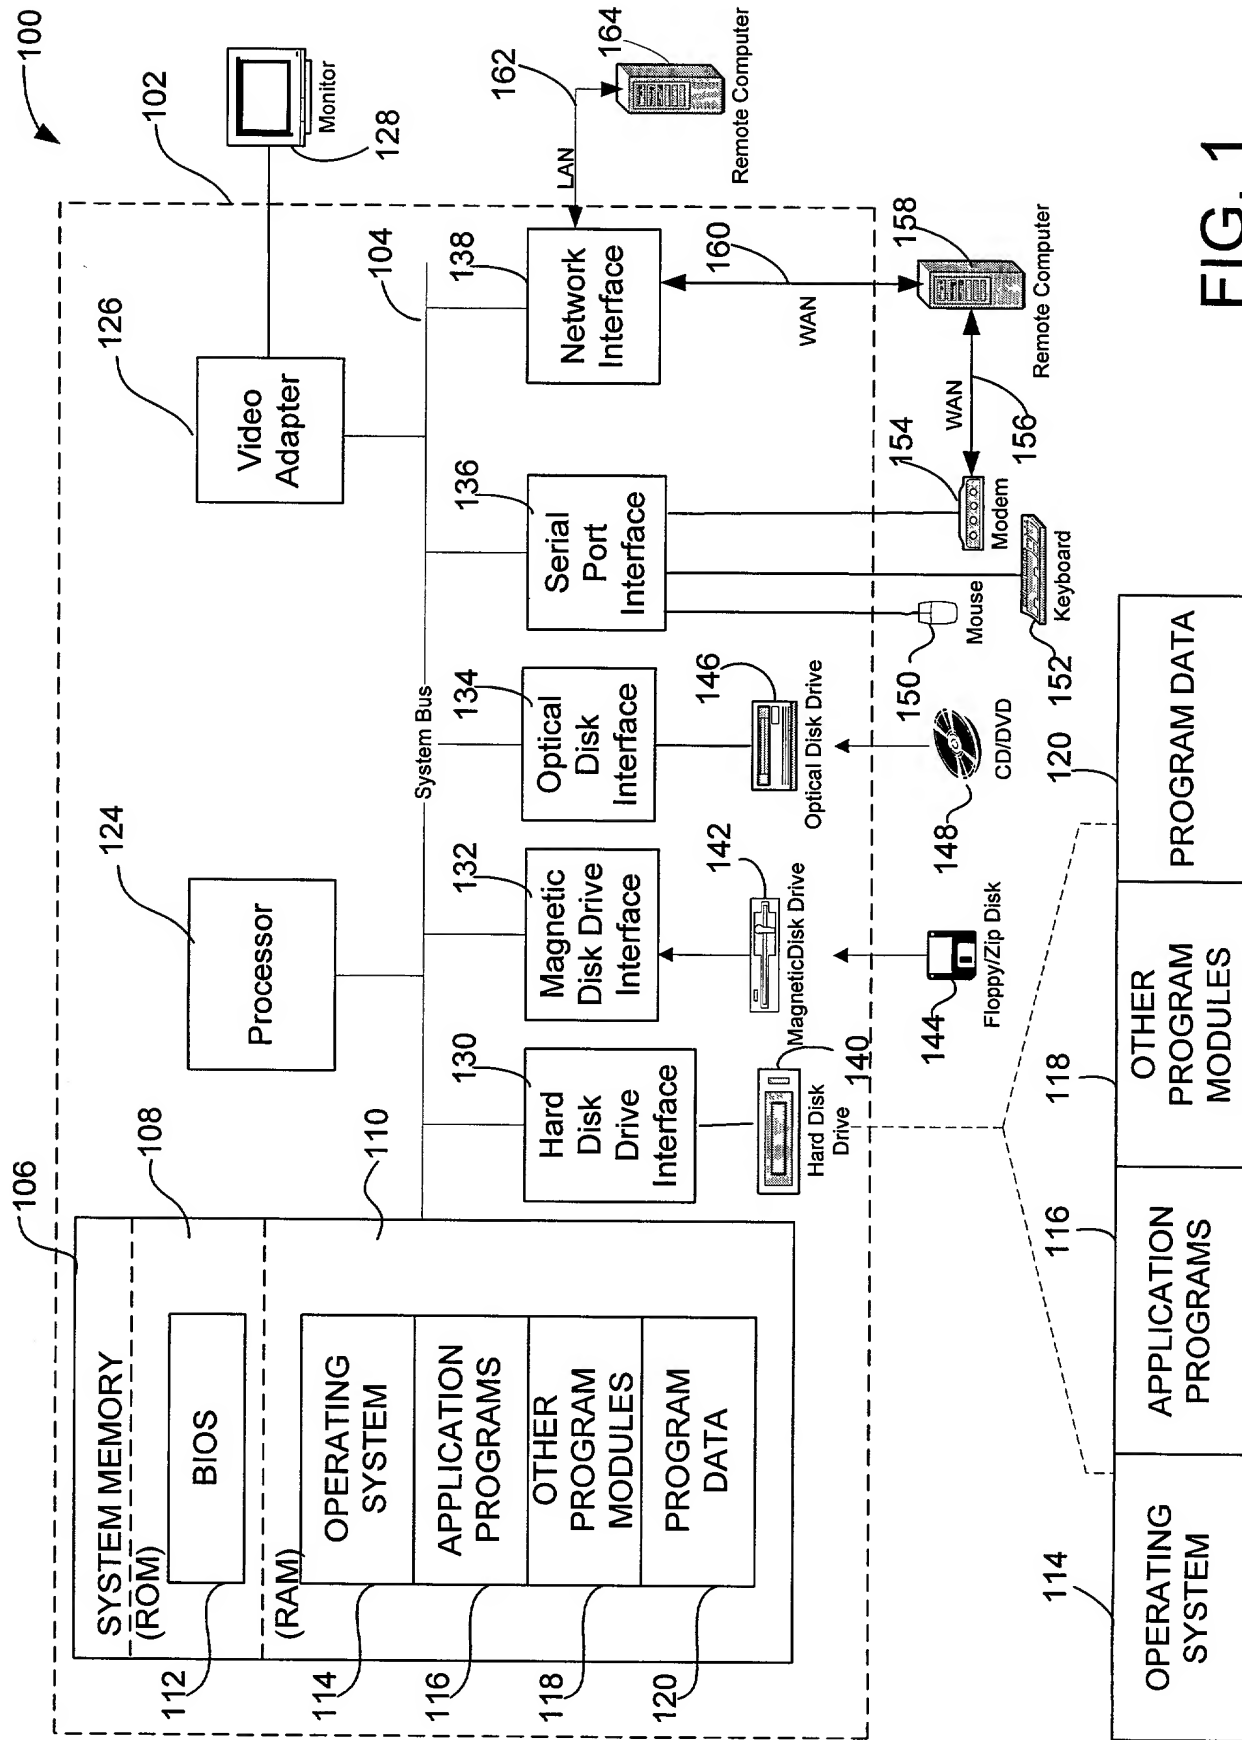 100
106
SYSTEM MEMORY
(ROM)
108
BIOS
112
110
(RAM)
OPERATING
SYSTEM
114
APPLICATION
PROGRAMS
116
OTHER
PROGRAM
MODULES
118
PROGRAM
DATA
120
124
Processor
126
Video
Adapter
102
Monitor
128
System Bus
104
130
Hard
Disk
Drive
Interface
132
Magnetic
Disk Drive
Interface
134
Optical
Disk
Interface
136
Serial
Port
Interface
138
Network
Interface
LAN
162
164
Remote Computer
140
Hard Disk
Drive
142
MagneticDisk Drive
146
Optical Disk Drive
144
Floppy/Zip Disk
148
CD/DVD
150
Mouse
152
Keyboard
154
Modem
WAN
156
WAN
160
158
Remote Computer
114
OPERATING
SYSTEM
116
APPLICATION
PROGRAMS
118
OTHER
PROGRAM
MODULES
120
PROGRAM DATA
FIG. 1